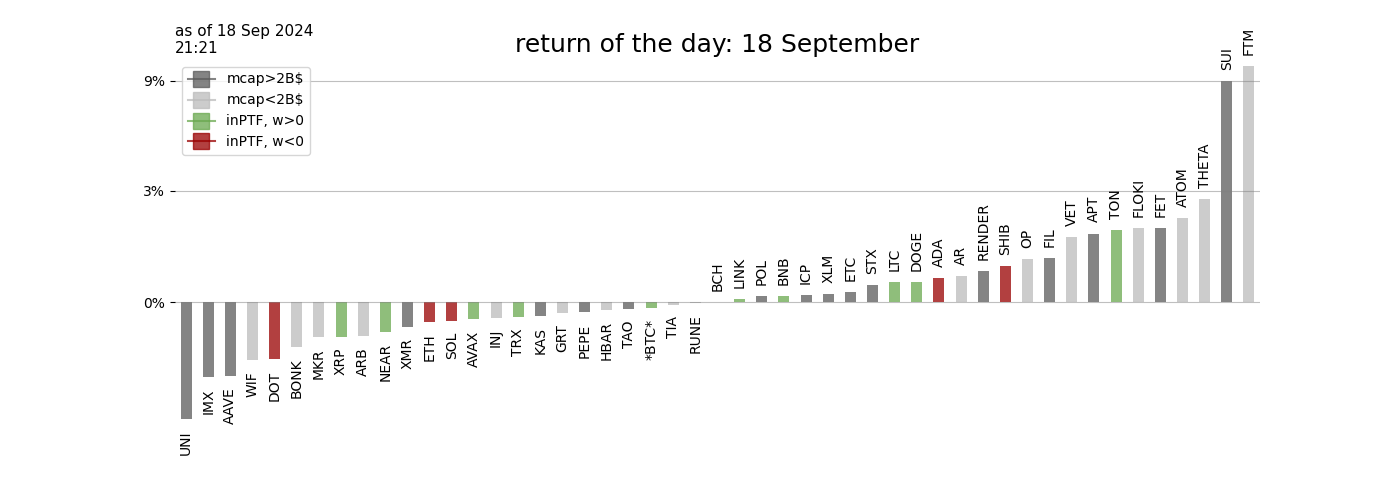 as of 18 Sep 2024
21:21
return of the day: 18 September
mcap>2B$
mcap<2B$
inPTF, w>0
inPTF, w<0
9%
3%
0%
UNI
IMX
AAVE
WIF
DOT
BONK
MKR
XRP
ARB
NEAR
XMR
ETH
SOL
AVAX
INJ
TRX
KAS
GRT
PEPE
HBAR
TAO
*BTC*
TIA
RUNE
BCH
LINK
POL
BNB
ICP
XLM
ETC
STX
LTC
DOGE
ADA
AR
RENDER
SHIB
OP
FIL
VET
APT
TON
FLOKI
FET
ATOM
THETA
SUI
FTM